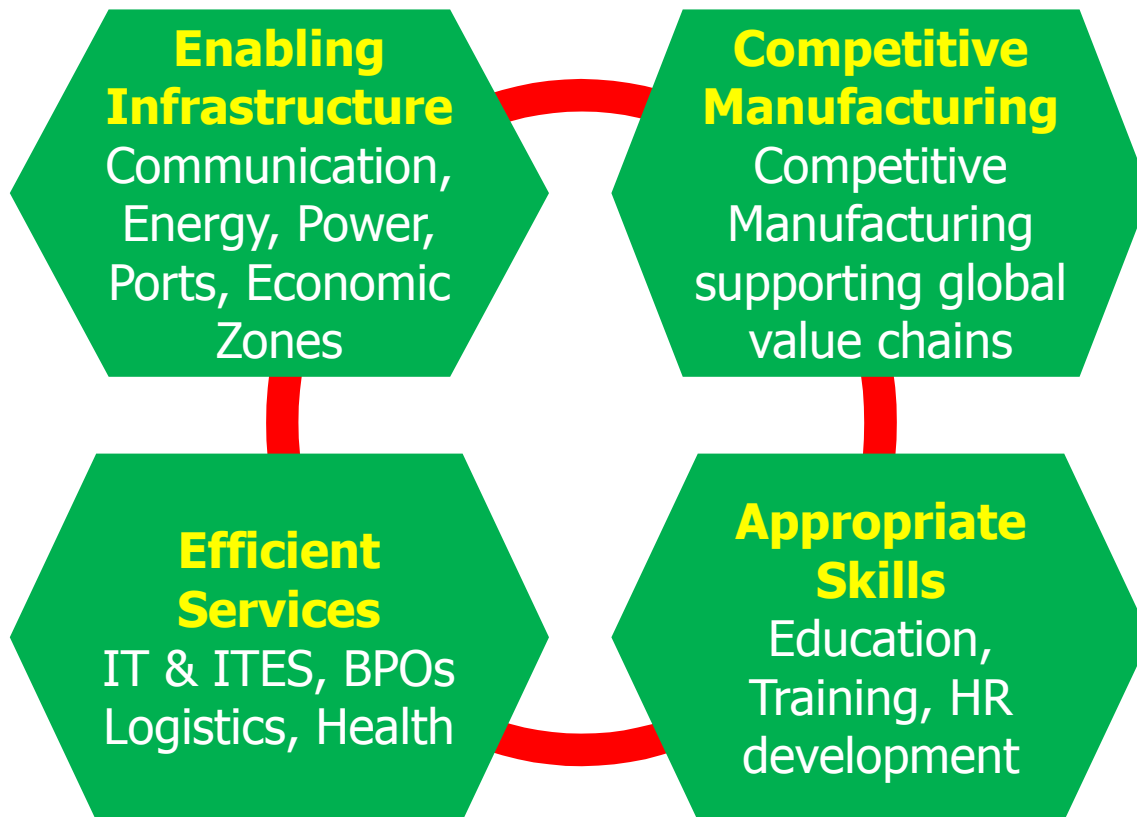 Enabling
Infrastructure
Communication,
Energy, Power,
Ports, Economic
Zones
Competitive
Manufacturing
Competitive
Manufacturing
supporting global
value chains
Efficient
Services
IT & ITES, BPOs
Logistics, Health
Appropriate
Skills
Education,
Training, HR
development